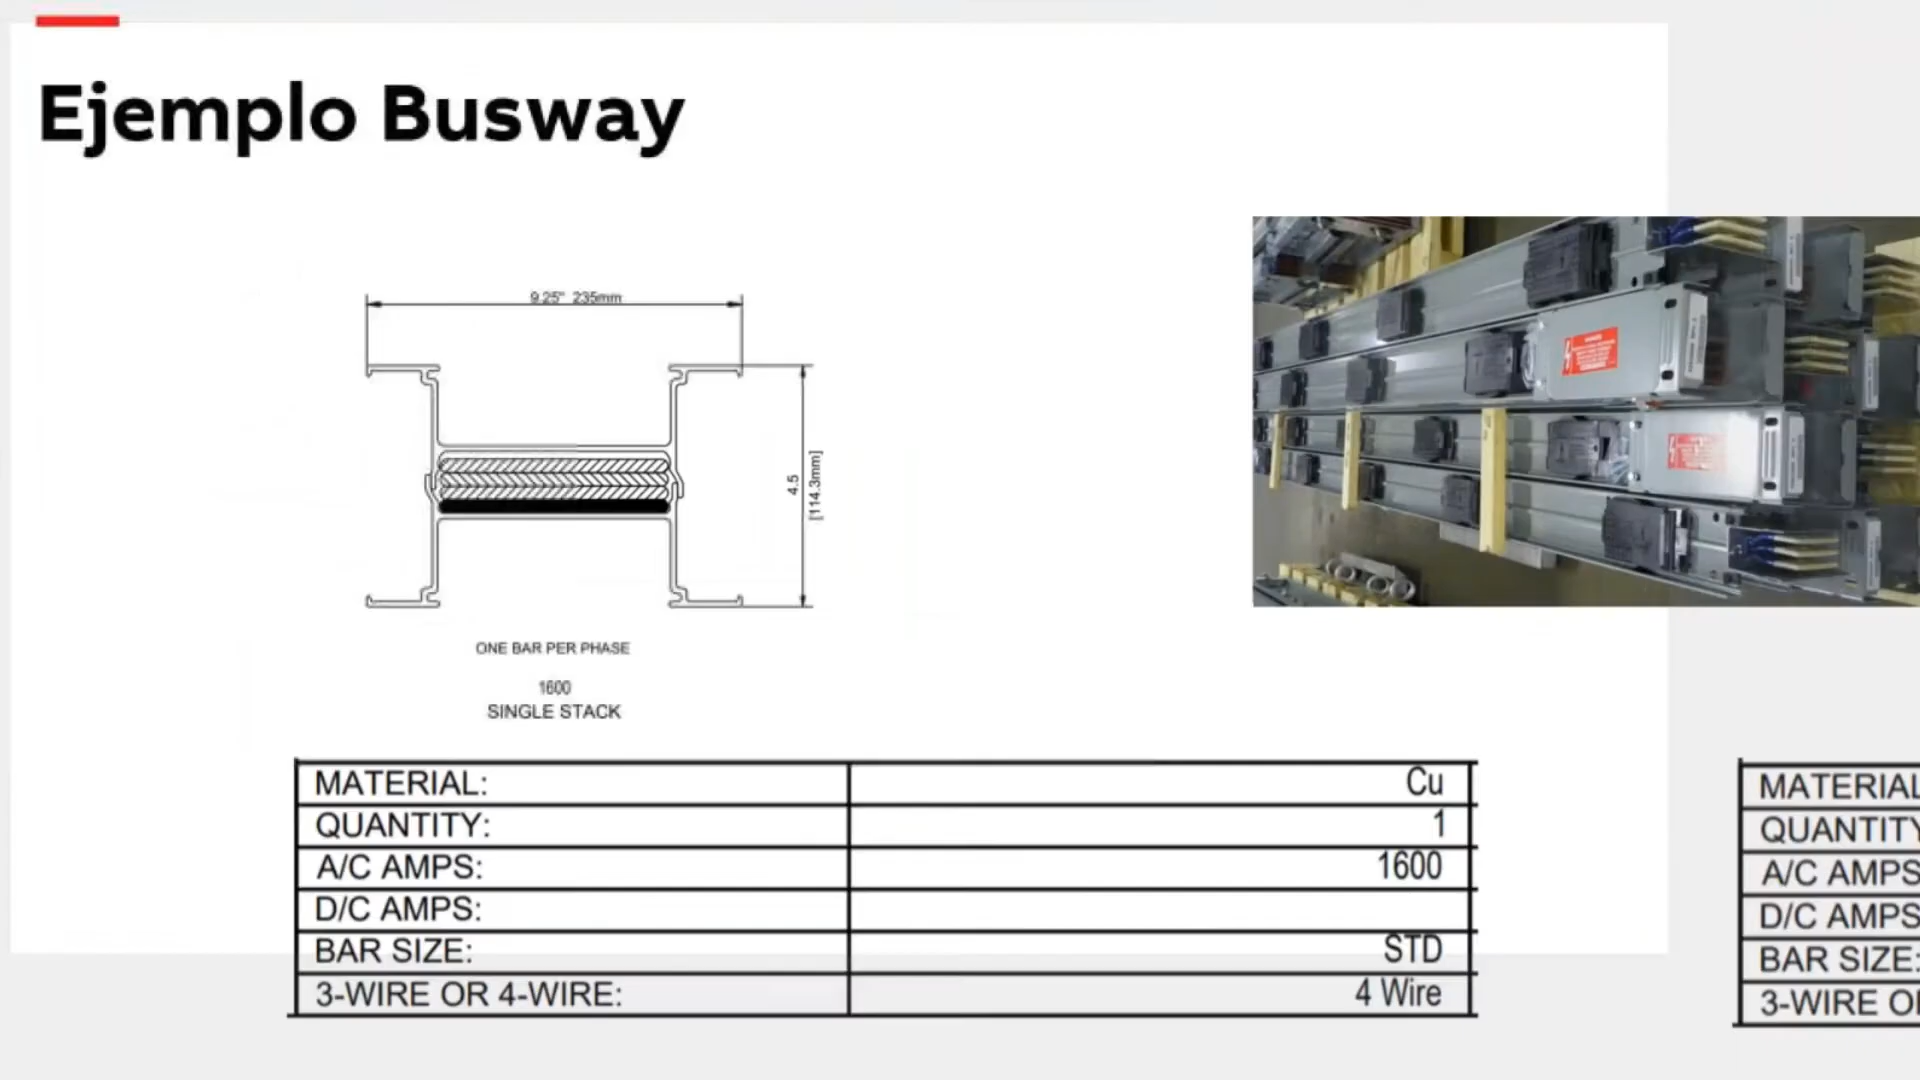 Ejemplo Busway
9.25" 235mm
4.5
[114.3mm]
ONE BAR PER PHASE
1600
SINGLE STACK
MATERIAL: Cu
QUANTITY: 1
A/C AMPS: 1600
D/C AMPS:
BAR SIZE: STD
3-WIRE OR 4-WIRE: 4 Wire
MATERIAL
QUANTITY
A/C AMPS
D/C AMPS
BAR SIZE:
3-WIRE OR